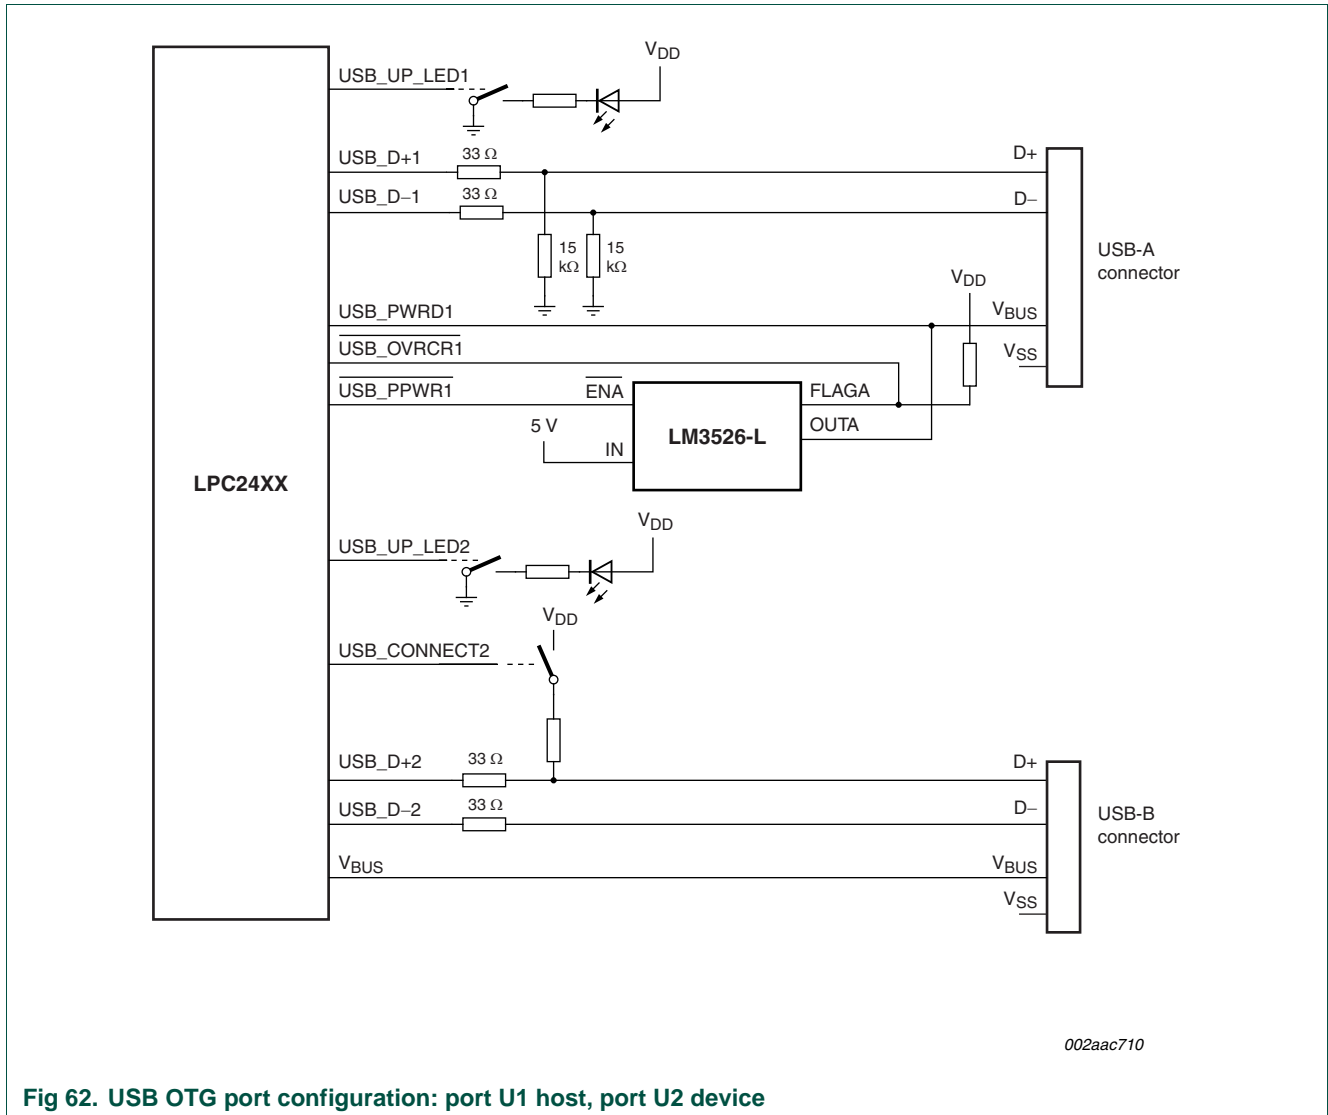 VDD
USB_UP_LED1
USB_D+1
33 Ω
D+
USB_D−1
33 Ω
D−
15 kΩ
15 kΩ
USB-A connector
VDD
USB_PWRD1
VBUS
USB_OVRCR1
VSS
USB_PPWR1
ENA
FLAGA
5 V
IN
LM3526-L
OUTA
LPC24XX
VDD
USB_UP_LED2
VDD
USB_CONNECT2
USB_D+2
33 Ω
D+
USB_D−2
33 Ω
D−
USB-B connector
VBUS
VBUS
VSS
002aac710
Fig 62. USB OTG port configuration: port U1 host, port U2 device